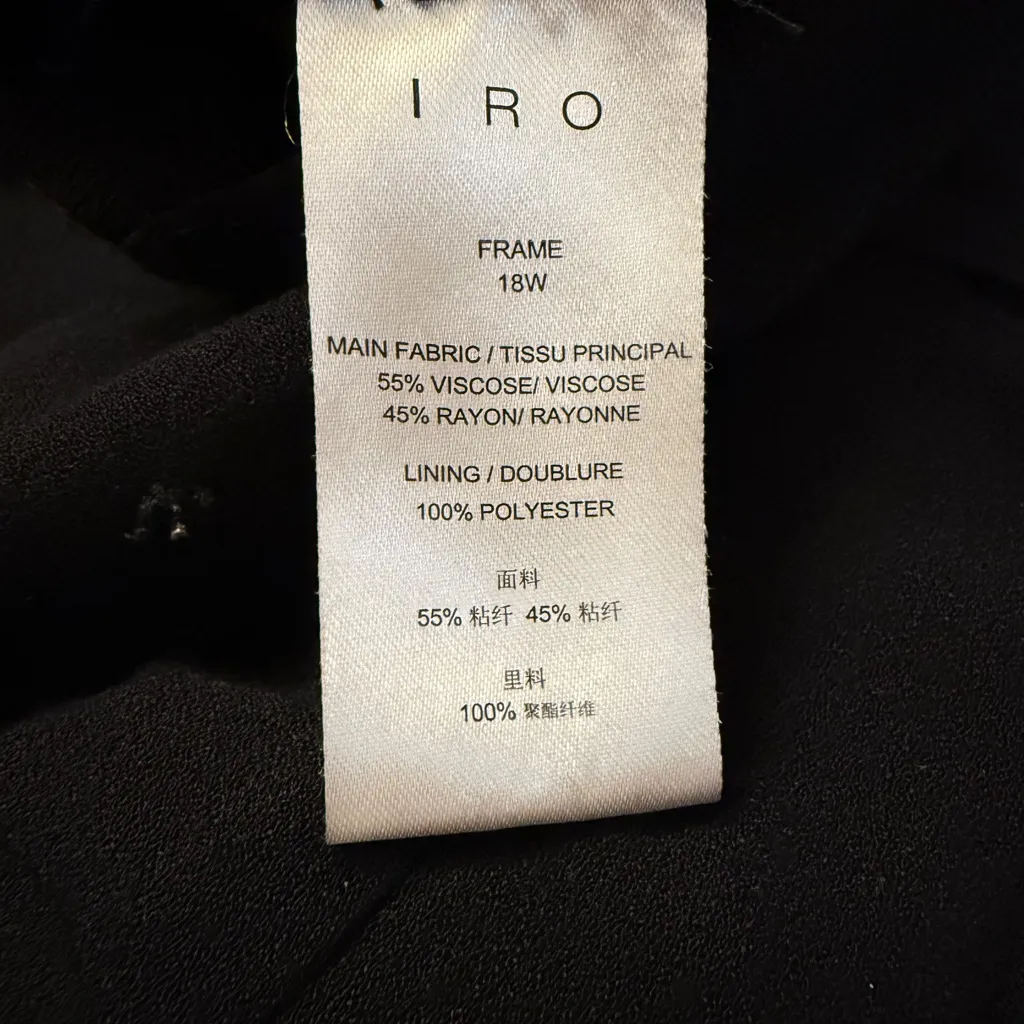 I R O
FRAME
18W
MAIN FABRIC / TISSU PRINCIPAL
55% VISCOSE/ VISCOSE
45% RAYON/ RAYONNE
LINING / DOUBLURE
100% POLYESTER
面料
55% 粘纤 45% 粘纤
里料
100% 聚酯纤维